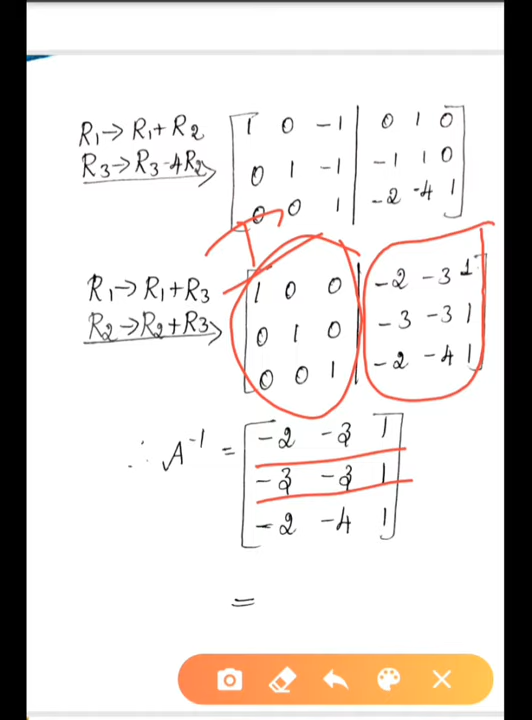 R₁→R₁+R₂
R₃→R₃-4R₂
1 0 -1 | 0 1 0
0 1 -1 | -1 1 0
0 0 1 | -2 -4 1
I
R₁→R₁+R₃
R₂→R₂+R₃
1 0 0 | -2 -3 1
0 1 0 | -3 -3 1
0 0 1 | -2 -4 1
∴ A⁻¹ =
-2 -3 1
-3 -3 1
-2 -4 1
=